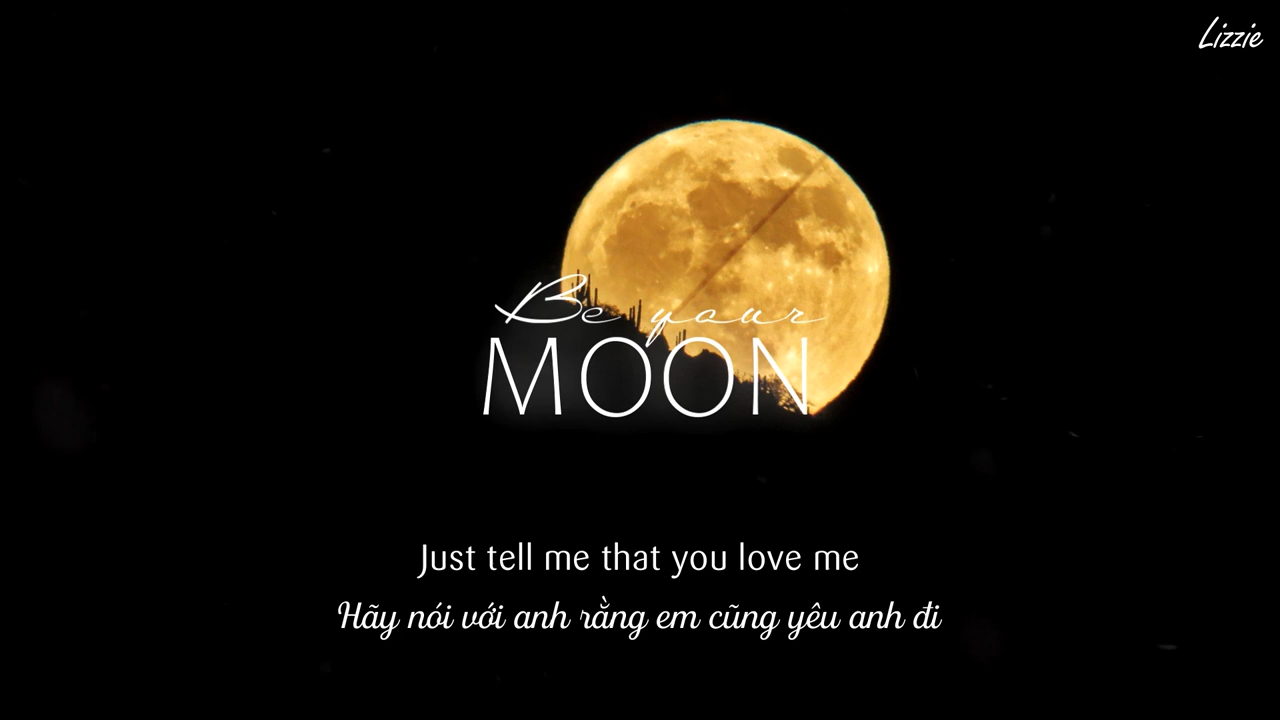 Lizzie
Be your
MOON
Just tell me that you love me
Hãy nói với anh rằng em cũng yêu anh đi